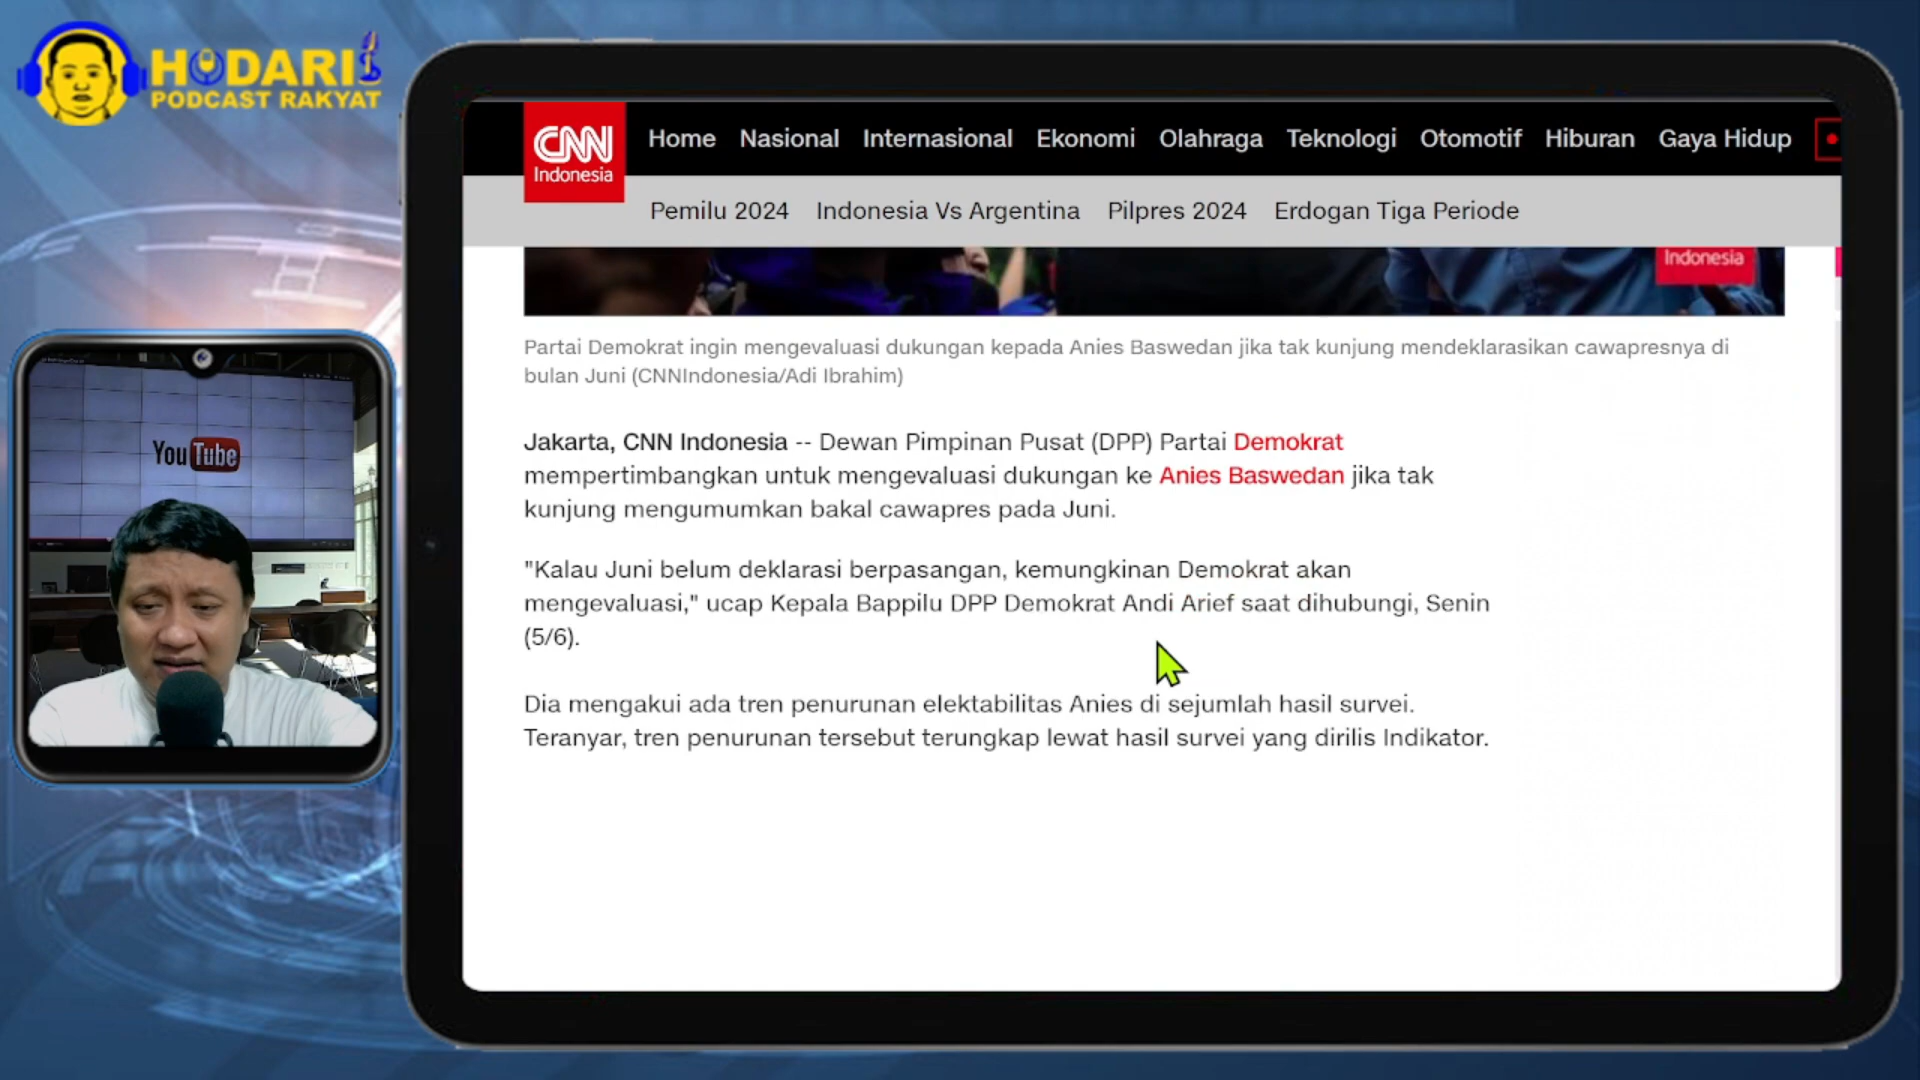 HODARI
PODCAST RAKYAT
CNN
Indonesia
Home Nasional Internasional Ekonomi Olahraga Teknologi Otomotif Hiburan Gaya Hidup
Pemilu 2024 Indonesia Vs Argentina Pilpres 2024 Erdogan Tiga Periode
Indonesia
Partai Demokrat ingin mengevaluasi dukungan kepada Anies Baswedan jika tak kunjung mendeklarasikan cawapresnya di
bulan Juni (CNNIndonesia/Adi Ibrahim)
Jakarta, CNN Indonesia -- Dewan Pimpinan Pusat (DPP) Partai Demokrat
mempertimbangkan untuk mengevaluasi dukungan ke Anies Baswedan jika tak
kunjung mengumumkan bakal cawapres pada Juni.
"Kalau Juni belum deklarasi berpasangan, kemungkinan Demokrat akan
mengevaluasi," ucap Kepala Bappilu DPP Demokrat Andi Arief saat dihubungi, Senin
(5/6).
Dia mengakui ada tren penurunan elektabilitas Anies di sejumlah hasil survei.
Teranyar, tren penurunan tersebut terungkap lewat hasil survei yang dirilis Indikator.
YouTube